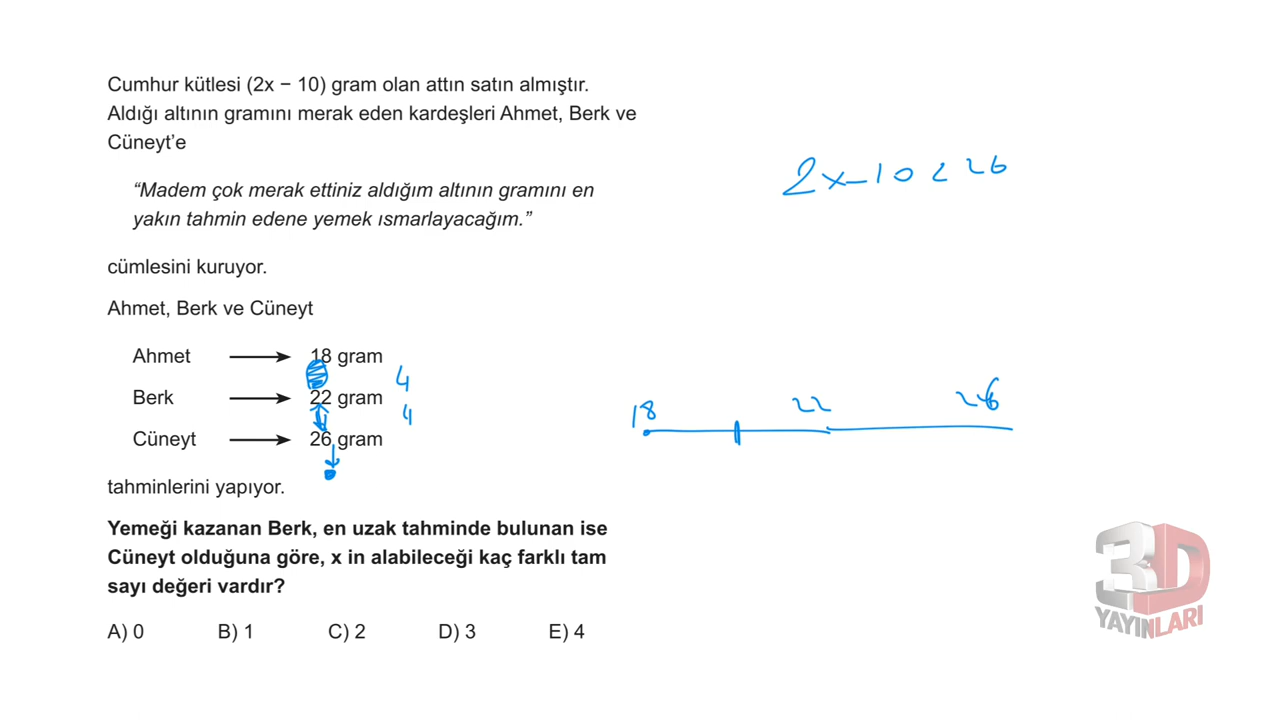 Cumhur kütlesi (2x − 10) gram olan attın satın almıştır.
Aldığı altının gramını merak eden kardeşleri Ahmet, Berk ve
Cüneyt'e
"Madem çok merak ettiniz aldığım altının gramını en
yakın tahmin edene yemek ısmarlayacağım."
cümlesini kuruyor.
Ahmet, Berk ve Cüneyt
Ahmet 18 gram
Berk 22 gram
Cüneyt 26 gram
4
4
tahminlerini yapıyor.
Yemeği kazanan Berk, en uzak tahminde bulunan ise
Cüneyt olduğuna göre, x in alabileceği kaç farklı tam
sayı değeri vardır?
A) 0 B) 1 C) 2 D) 3 E) 4
2x-10<26
18 22 26
3D
YAYINLARI